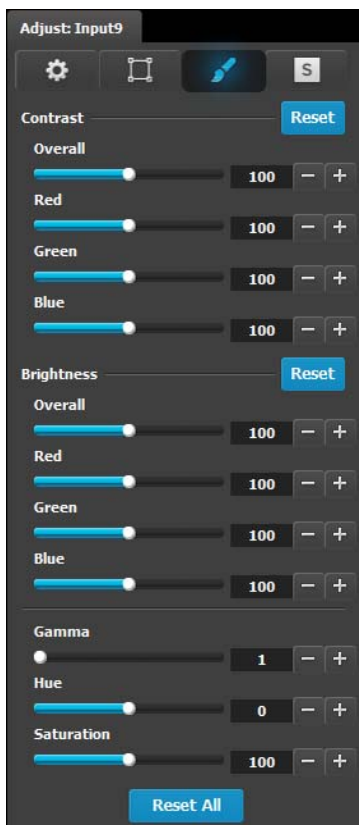 Adjust: Input9
S
Contrast Reset
Overall
100 − +
Red
100 − +
Green
100 − +
Blue
100 − +
Brightness Reset
Overall
100 − +
Red
100 − +
Green
100 − +
Blue
100 − +
Gamma
1 − +
Hue
0 − +
Saturation
100 − +
Reset All